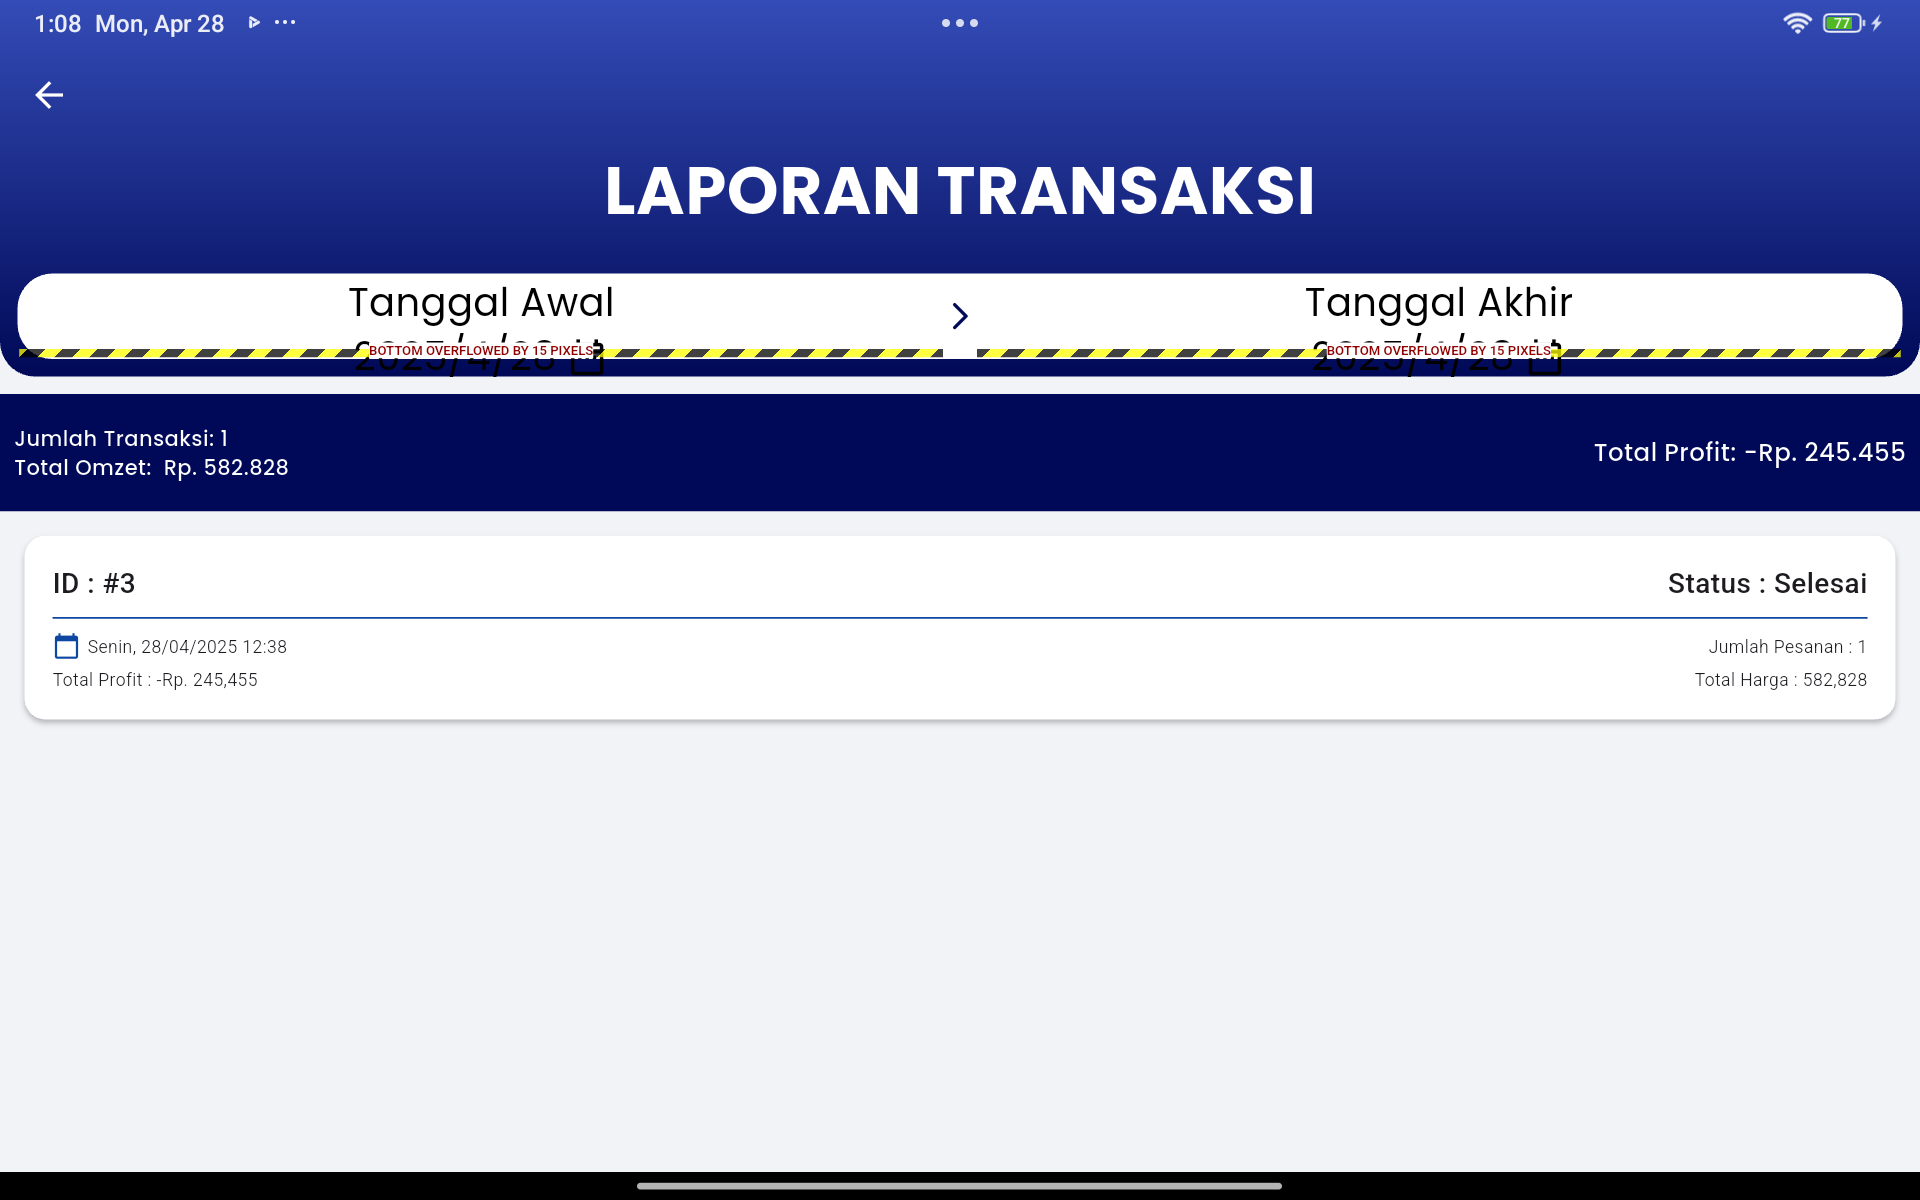 1:08 Mon, Apr 28
77
LAPORAN TRANSAKSI
Tanggal Awal
Tanggal Akhir
2025/4/28
BOTTOM OVERFLOWED BY 15 PIXELS
2025/4/28
BOTTOM OVERFLOWED BY 15 PIXELS
Jumlah Transaksi: 1
Total Omzet: Rp. 582.828
Total Profit: -Rp. 245.455
ID : #3
Status : Selesai
Senin, 28/04/2025 12:38
Jumlah Pesanan : 1
Total Profit : -Rp. 245,455
Total Harga : 582,828